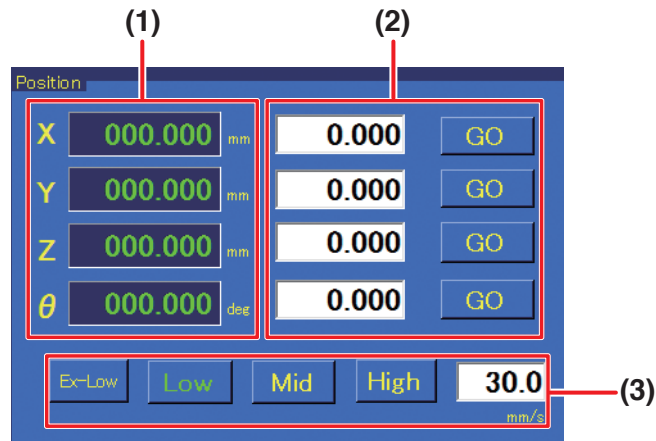 (1) (2)
Position
X 000.000 mm 0.000 GO
Y 000.000 mm 0.000 GO
Z 000.000 mm 0.000 GO
θ 000.000 deg 0.000 GO
Ex-Low Low Mid High 30.0 (3)
mm/s